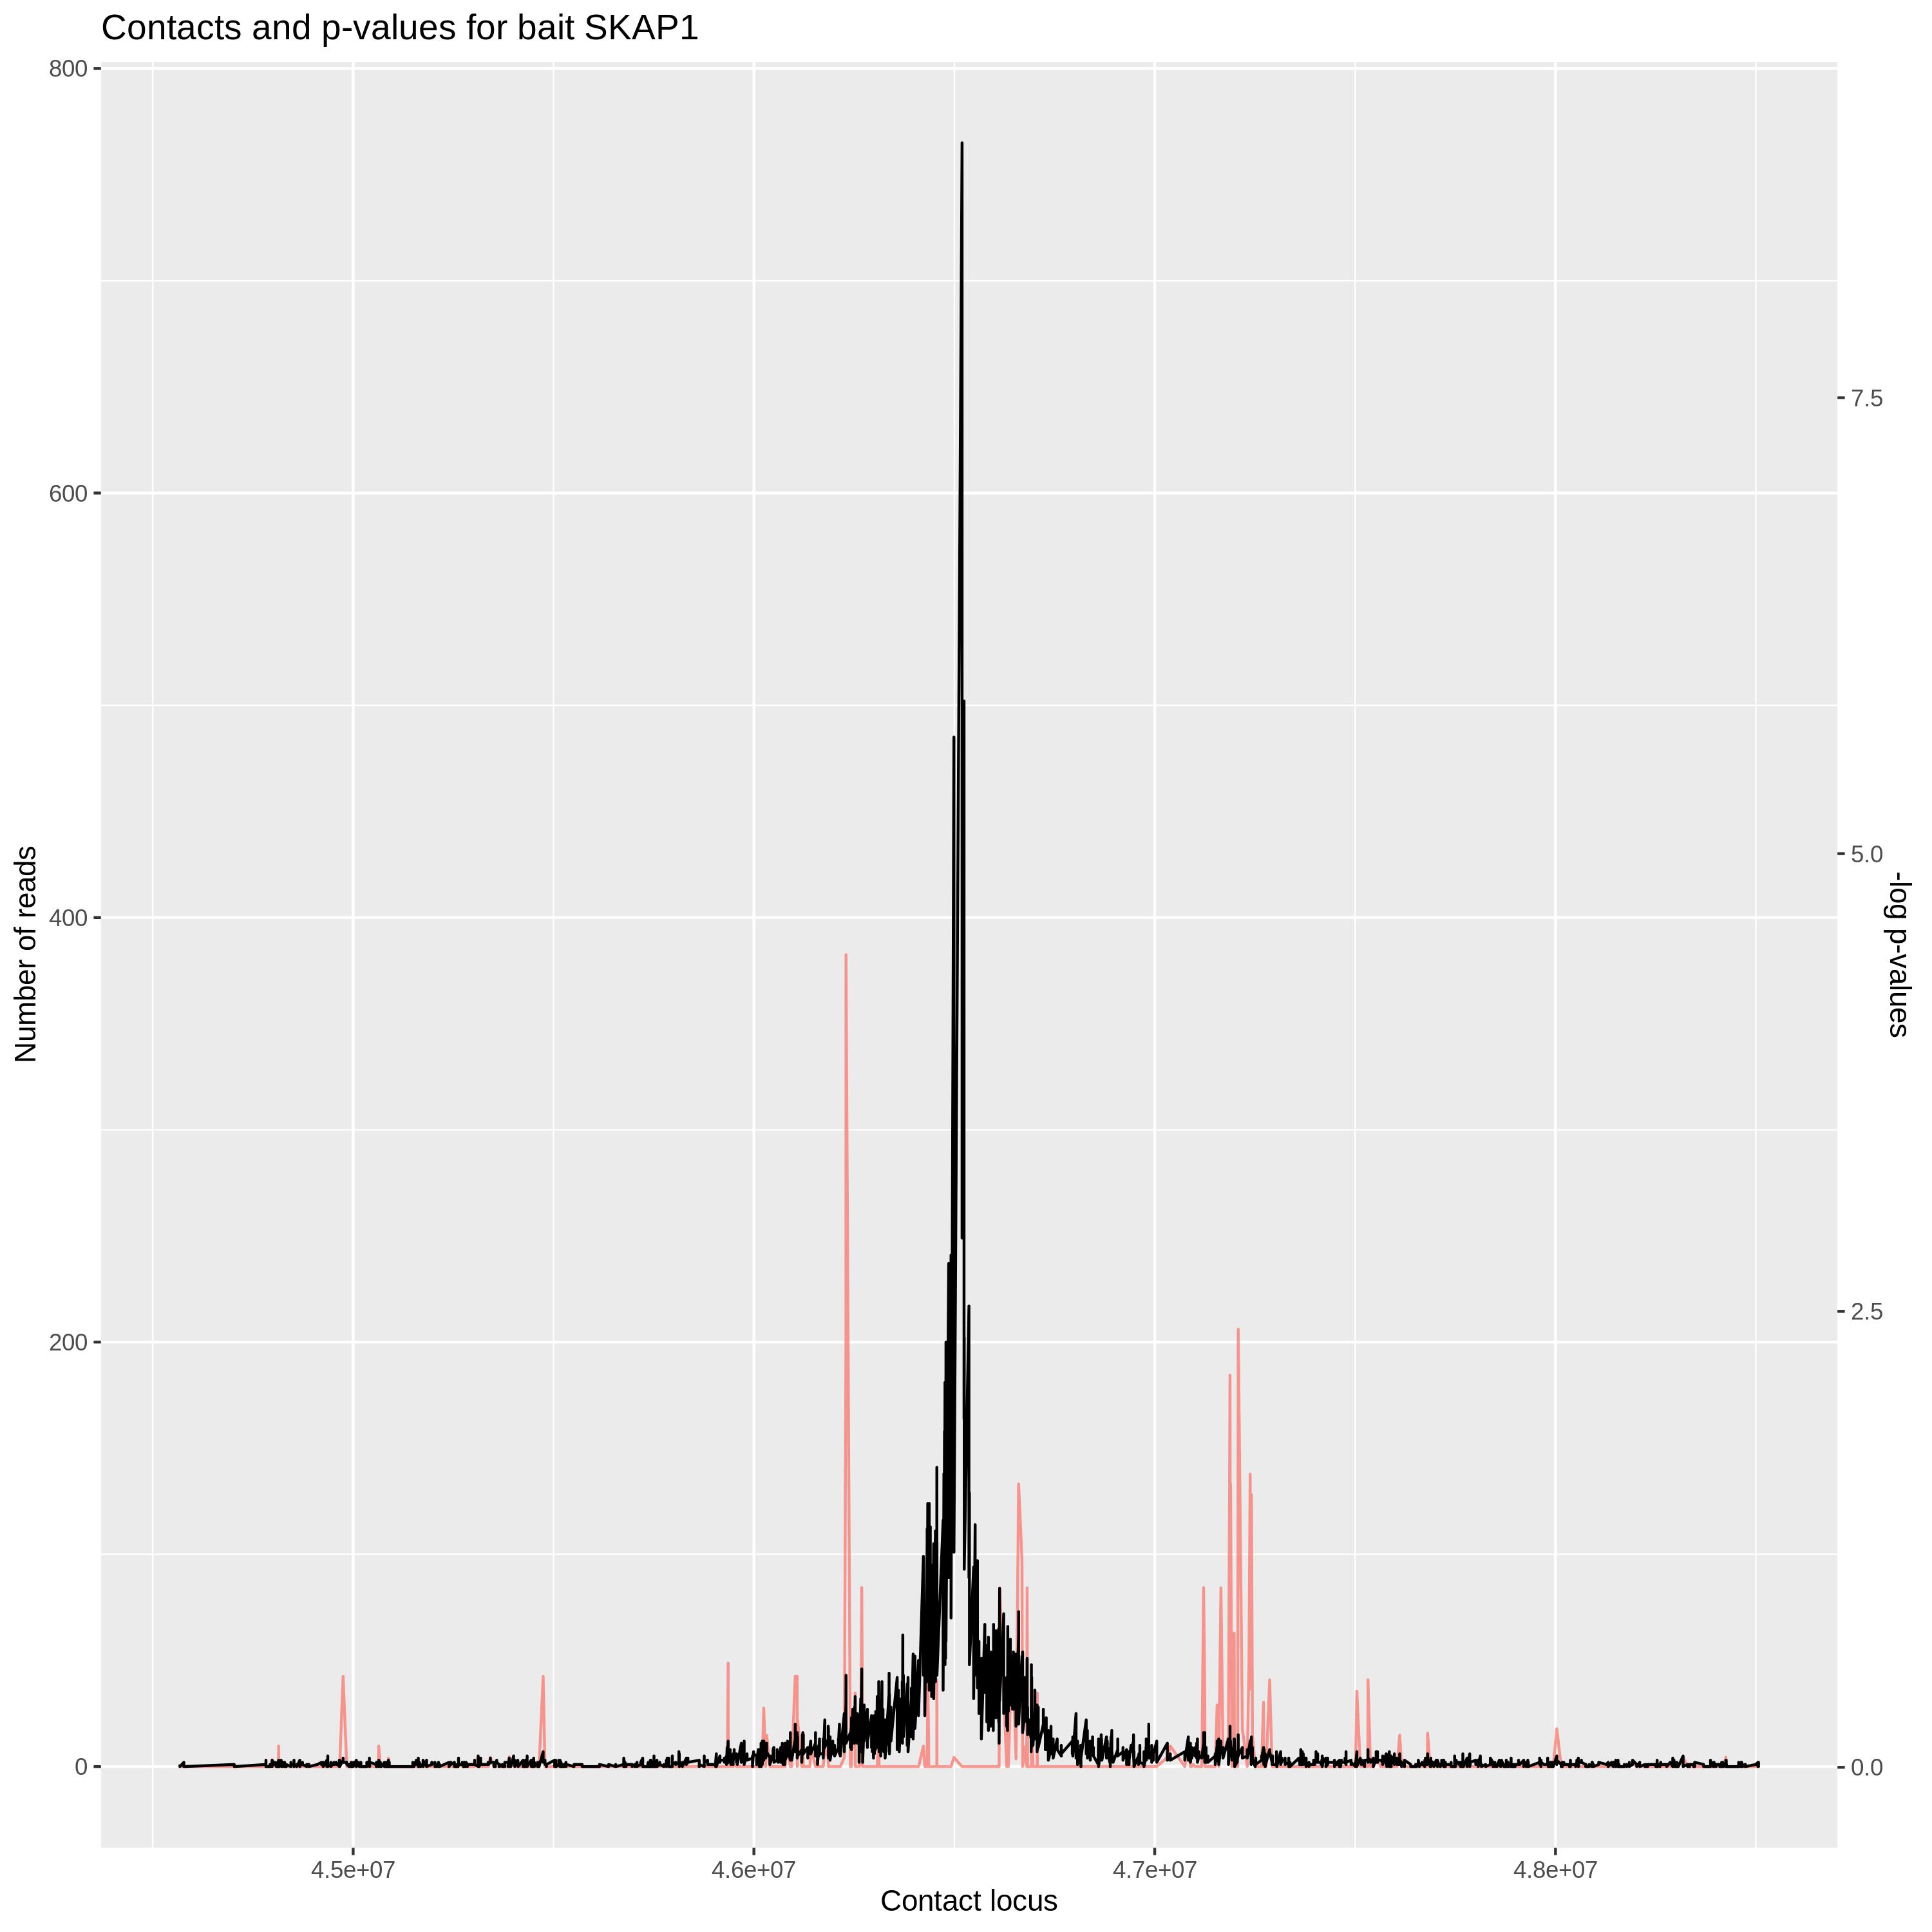 Contacts and p-values for bait SKAP1
800
600
400
200
0
Number of reads
7.5
5.0
2.5
0.0
-log p-values
4.5e+07 4.6e+07 4.7e+07 4.8e+07
Contact locus